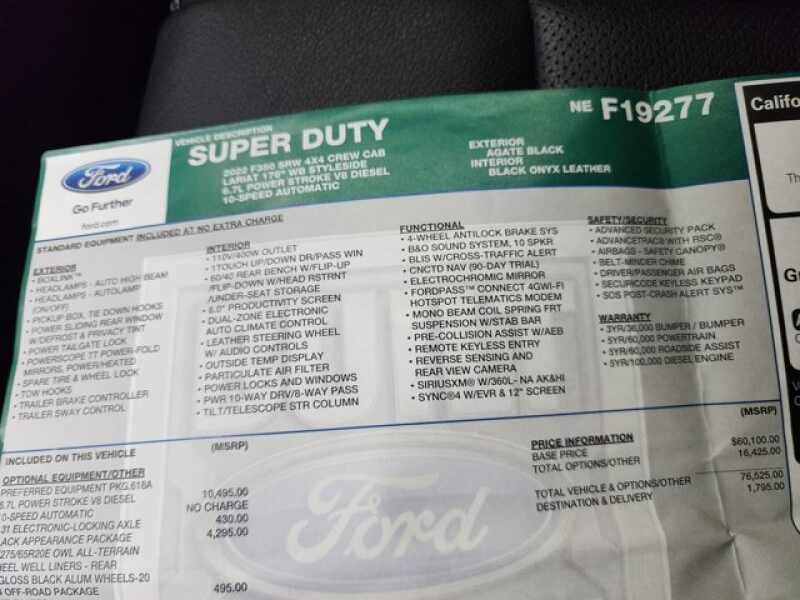 Ford
Go Further
ford.com
VEHICLE DESCRIPTION
SUPER DUTY
2022 F350 SRW 4X4 CREW CAB
LARIAT 176" WB STYLESIDE
6.7L POWER STROKE V8 DIESEL
10-SPEED AUTOMATIC
EXTERIOR
AGATE BLACK
INTERIOR
BLACK ONYX LEATHER
NE F19277
Califo
Th
STANDARD EQUIPMENT INCLUDED AT NO EXTRA CHARGE
EXTERIOR
• BOXLINK™
• HEADLAMPS - AUTO HIGH BEAM
• HEADLAMPS - AUTOLAMP
(ON/OFF)
• PICKUP BOX, TIE DOWN HOOKS
• POWER SLIDING REAR WINDOW
W/DEFROST & PRIVACY TINT
• POWER TAILGATE LOCK
• POWERSCOPE TT POWER-FOLD
MIRRORS, POWER/HEATED
• SPARE TIRE & WHEEL LOCK
• TOW HOOKS
• TRAILER BRAKE CONTROLLER
• TRAILER SWAY CONTROL
INTERIOR
• 110V/400W OUTLET
• 1TOUCH UP/DOWN DR/PASS WIN
• 60/40 REAR BENCH W/FLIP-UP
/FLIP-DOWN W/HEAD RSTRNT
/UNDER-SEAT STORAGE
• 8.0" PRODUCTIVITY SCREEN
• DUAL-ZONE ELECTRONIC
AUTO CLIMATE CONTROL
• LEATHER STEERING WHEEL
W/ AUDIO CONTROLS
• OUTSIDE TEMP DISPLAY
• PARTICULATE AIR FILTER
• POWER LOCKS AND WINDOWS
• PWR 10-WAY DRV/8-WAY PASS
• TILT/TELESCOPE STR COLUMN
FUNCTIONAL
• 4-WHEEL ANTILOCK BRAKE SYS
• B&O SOUND SYSTEM, 10 SPKR
• BLIS W/CROSS-TRAFFIC ALERT
• CNCTD NAV (90-DAY TRIAL)
• ELECTROCHROMIC MIRROR
• FORDPASS™ CONNECT 4GWI-FI
HOTSPOT TELEMATICS MODEM
• MONO BEAM COIL SPRING FRT
SUSPENSION W/STAB BAR
• PRE-COLLISION ASSIST W/AEB
• REMOTE KEYLESS ENTRY
• REVERSE SENSING AND
REAR VIEW CAMERA
• SIRIUSXM® W/360L- NA AK&HI
• SYNC®4 W/EVR & 12" SCREEN
SAFETY/SECURITY
• ADVANCED SECURITY PACK
• ADVANCETRAC® WITH RSC®
• AIRBAGS - SAFETY CANOPY®
• BELT-MINDER CHIME
• DRIVER/PASSENGER AIR BAGS
• SECURICODE KEYLESS KEYPAD
• SOS POST-CRASH ALERT SYS™
WARRANTY
• 3YR/36,000 BUMPER / BUMPER
• 5YR/60,000 POWERTRAIN
• 5YR/60,000 ROADSIDE ASSIST
• 5YR/100,000 DIESEL ENGINE
INCLUDED ON THIS VEHICLE (MSRP)
OPTIONAL EQUIPMENT/OTHER
PREFERRED EQUIPMENT PKG.618A 10,495.00
6.7L POWER STROKE V8 DIESEL
10-SPEED AUTOMATIC NO CHARGE
31 ELECTRONIC-LOCKING AXLE 430.00
ACK APPEARANCE PACKAGE 4,295.00
275/65R20E OWL ALL-TERRAIN
EEL WELL LINERS - REAR
GLOSS BLACK ALUM WHEELS-20
OFF-ROAD PACKAGE 495.00
Ford
(MSRP)
PRICE INFORMATION
BASE PRICE $60,100.00
TOTAL OPTIONS/OTHER 16,425.00
TOTAL VEHICLE & OPTIONS/OTHER 76,525.00
DESTINATION & DELIVERY 1,795.00